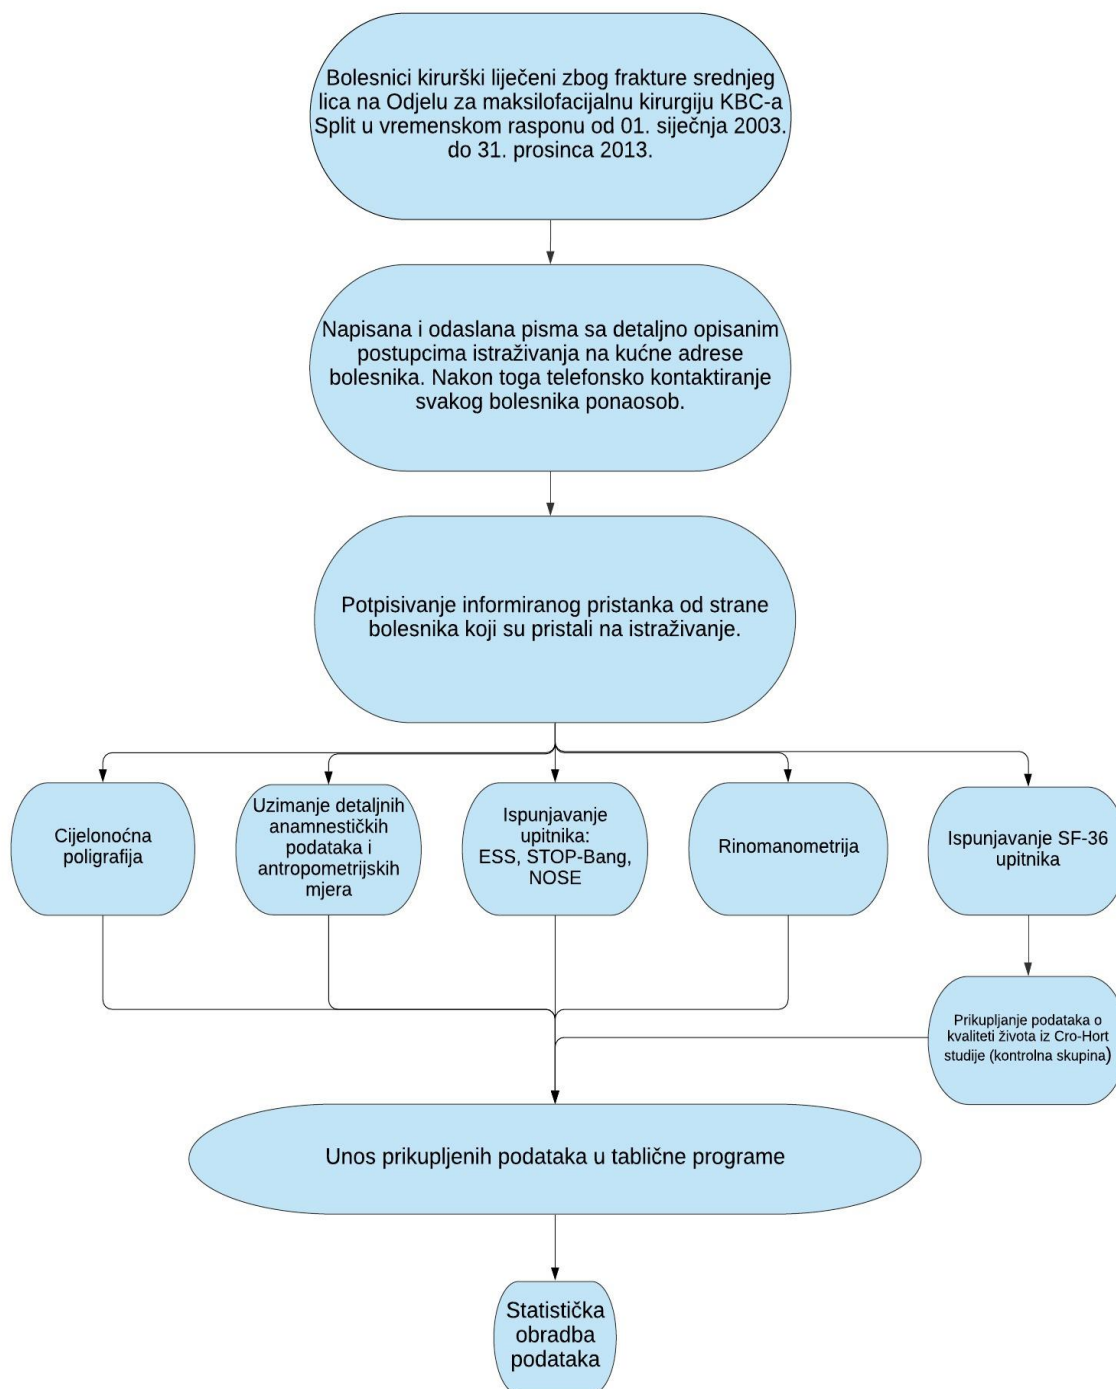 Bolesnici kirurški liječeni zbog frakture srednjeg
lica na Odjelu za maksilofacijalnu kirurgiju KBC-a
Split u vremenskom rasponu od 01. siječnja 2003.
do 31. prosinca 2013.
Napisana i odaslana pisma sa detaljno opisanim
postupcima istraživanja na kućne adrese
bolesnika. Nakon toga telefonsko kontaktiranje
svakog bolesnika ponaosob.
Potpisivanje informiranog pristanka od strane
bolesnika koji su pristali na istraživanje.
Cijelonoćna
poligrafija
Uzimanje detaljnih
anamnestičkih
podataka i
antropometrijskih
mjera
Ispunjavanje
upitnika:
ESS, STOP-Bang,
NOSE
Rinomanometrija
Ispunjavanje SF-36
upitnika
Prikupljanje podataka o
kvaliteti života iz Cro-Hort
studije (kontrolna skupina)
Unos prikupljenih podataka u tablične programe
Statistička
obradba
podataka